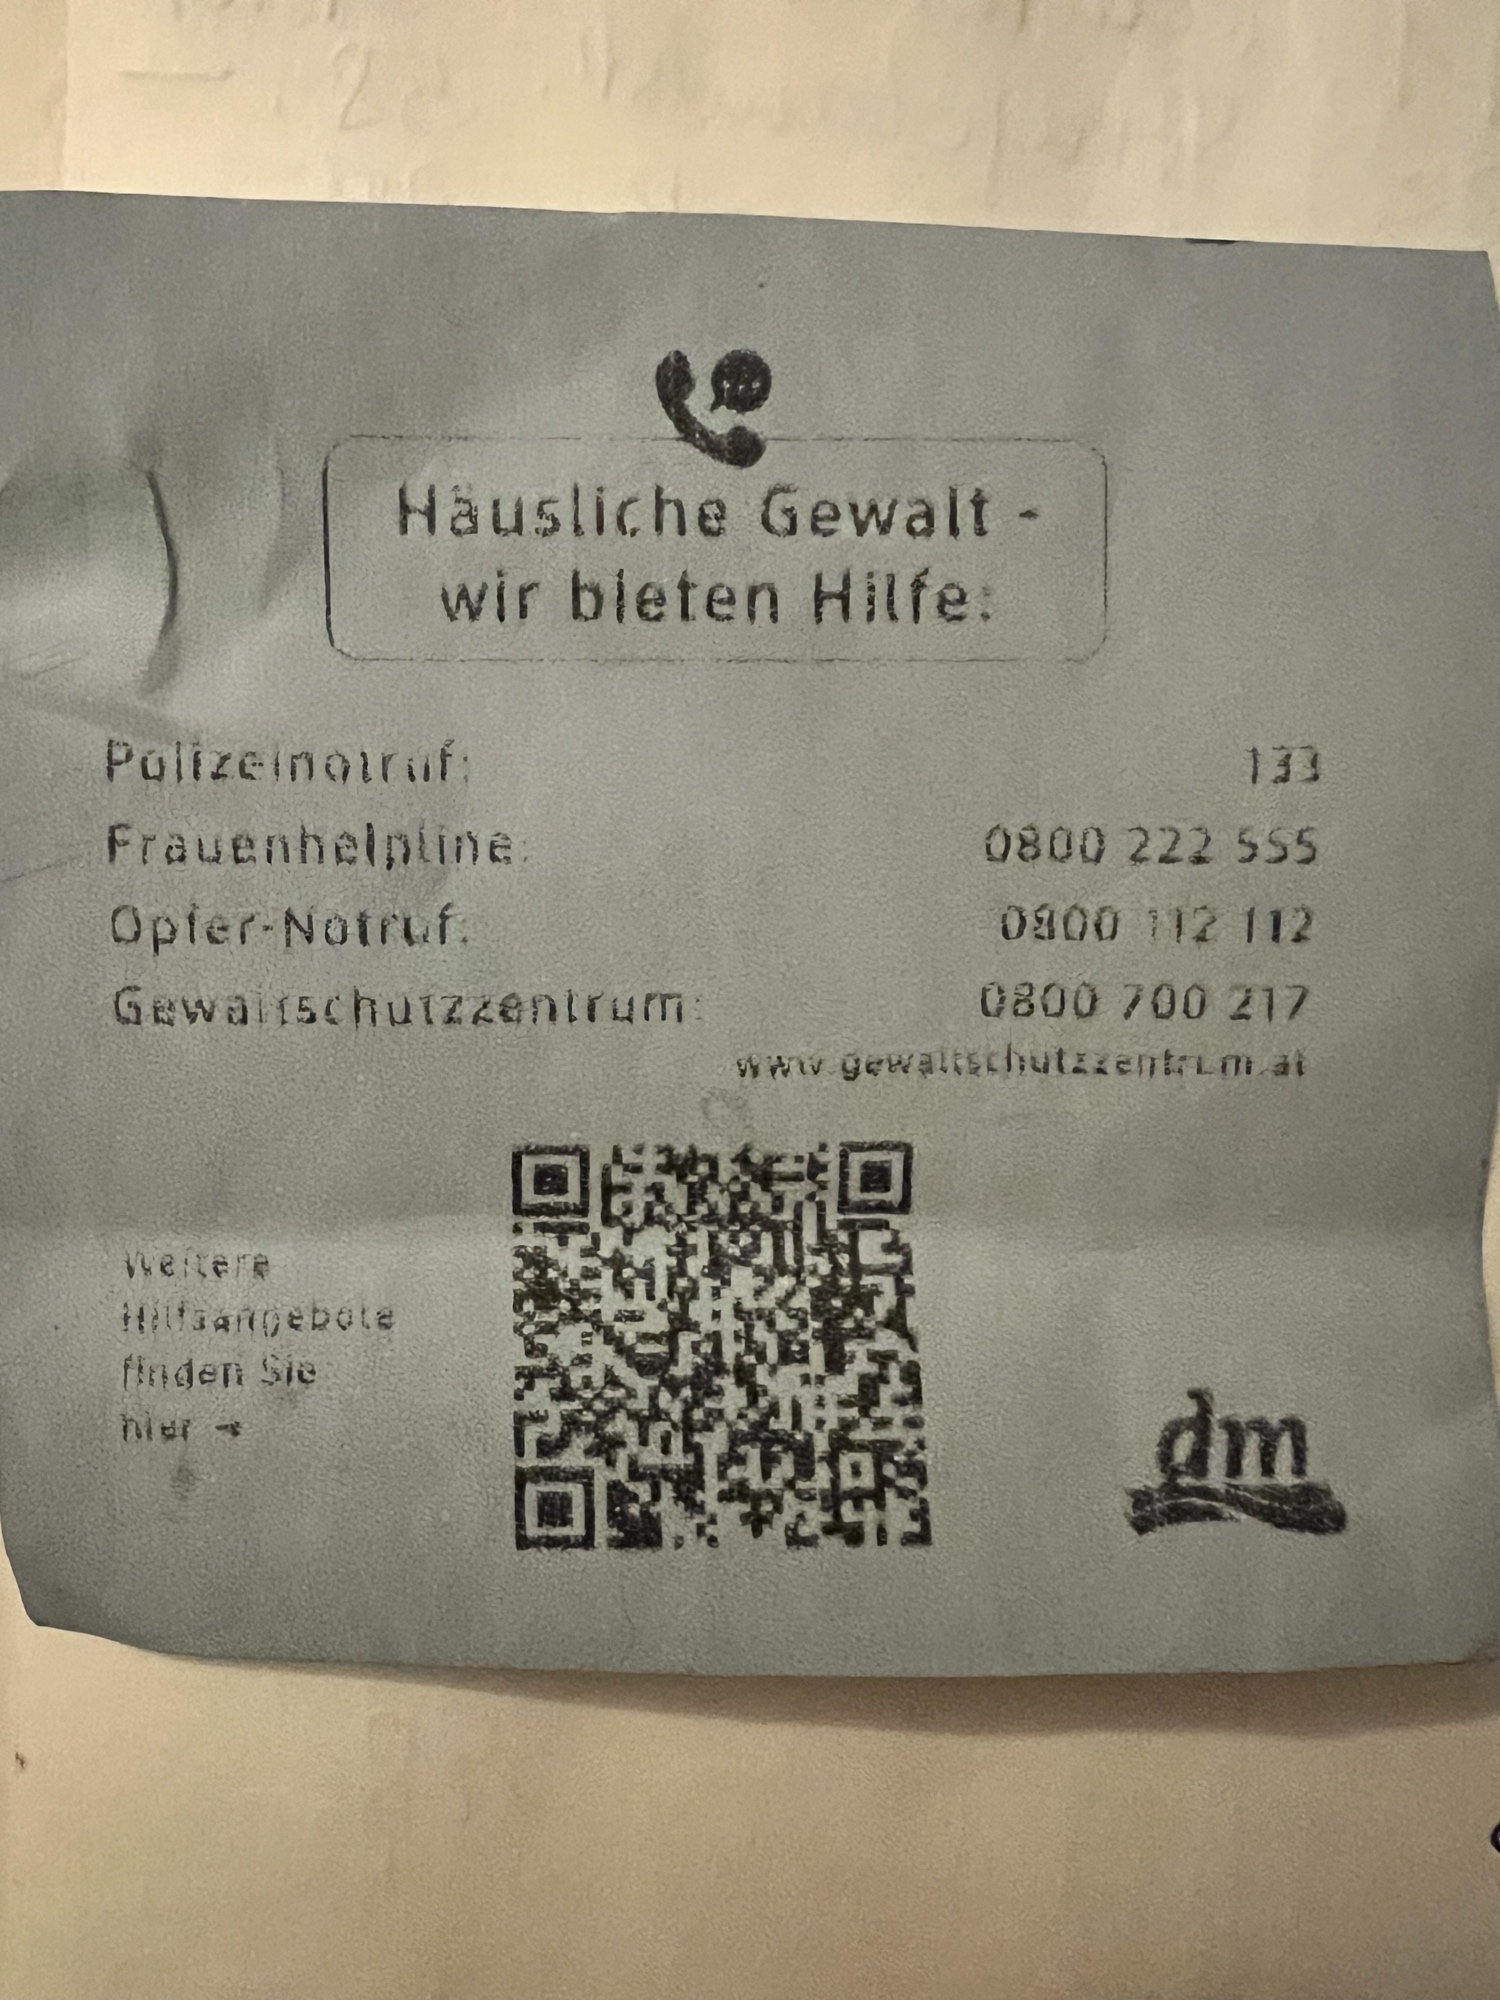 Häusliche Gewalt -
wir bieten Hilfe:
Polizeinotruf: 133
Frauenhelpline: 0800 222 555
Opfer-Notruf: 0800 112 112
Gewaltschutzzentrum: 0800 700 217
www.gewaltschutzzentrum.at
Weitere
Hilfsangebote
finden Sie
hier →
dm